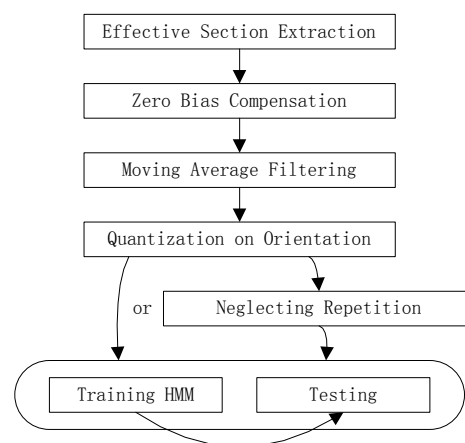 Effective Section Extraction
Zero Bias Compensation
Moving Average Filtering
Quantization on Orientation
or
Neglecting Repetition
Training HMM
Testing